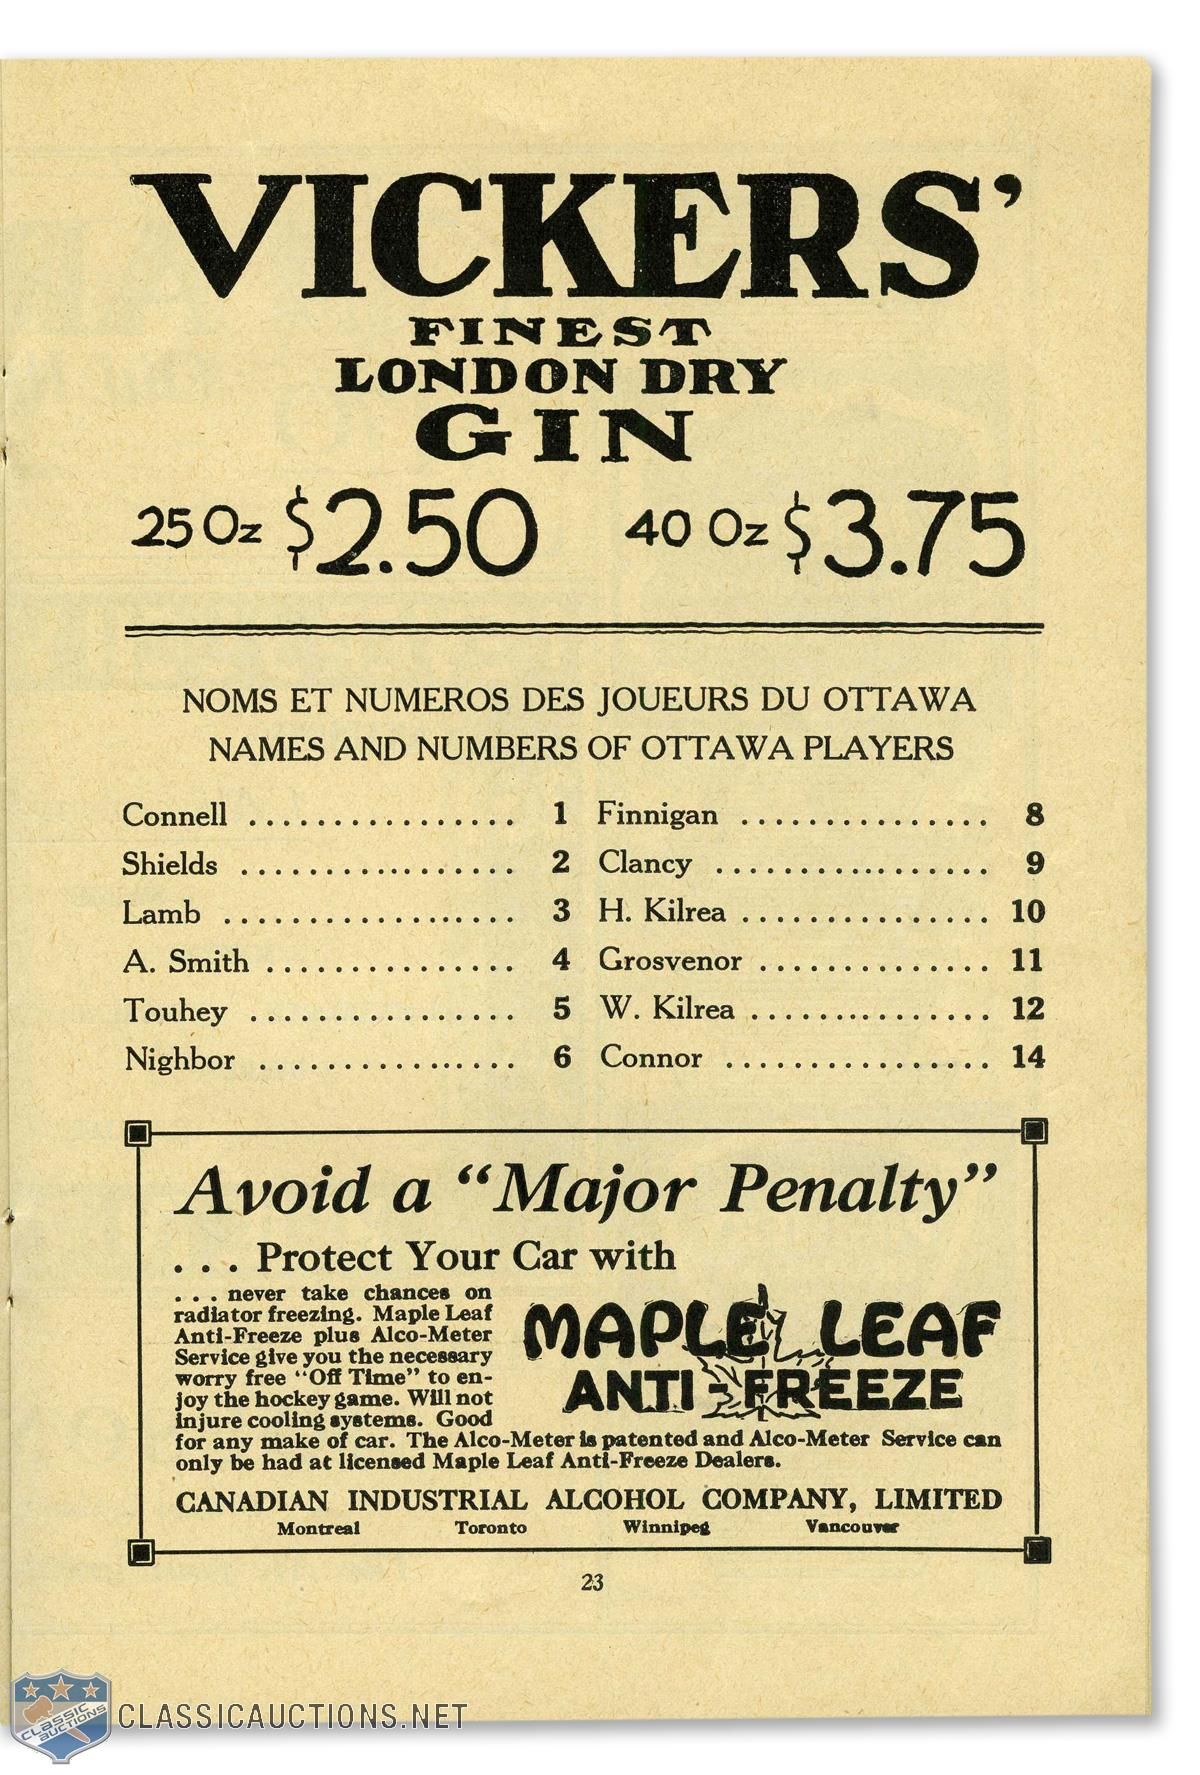 VICKERS'
FINEST
LONDON DRY
GIN
25 Oz $2.50 40 Oz $3.75
NOMS ET NUMEROS DES JOUEURS DU OTTAWA
NAMES AND NUMBERS OF OTTAWA PLAYERS
Connell ................ 1 Finnigan ............... 8
Shields ................ 2 Clancy ................ 9
Lamb ................. 3 H. Kilrea ............... 10
A. Smith ............... 4 Grosvenor .............. 11
Touhey ................ 5 W. Kilrea ............... 12
Nighbor ................ 6 Connor ................ 14
Avoid a “Major Penalty”
... Protect Your Car with
... never take chances on
radiator freezing. Maple Leaf
Anti-Freeze plus Alco-Meter
Service give you the necessary
worry free “Off Time” to en-
joy the hockey game. Will not
injure cooling systems. Good
for any make of car. The Alco-Meter is patented and Alco-Meter Service can
only be had at licensed Maple Leaf Anti-Freeze Dealers.
MAPLE LEAF
ANTI-FREEZE
CANADIAN INDUSTRIAL ALCOHOL COMPANY, LIMITED
Montreal Toronto Winnipeg Vancouver
23
CLASSIC
AUCTIONS
CLASSICAUCTIONS.NET